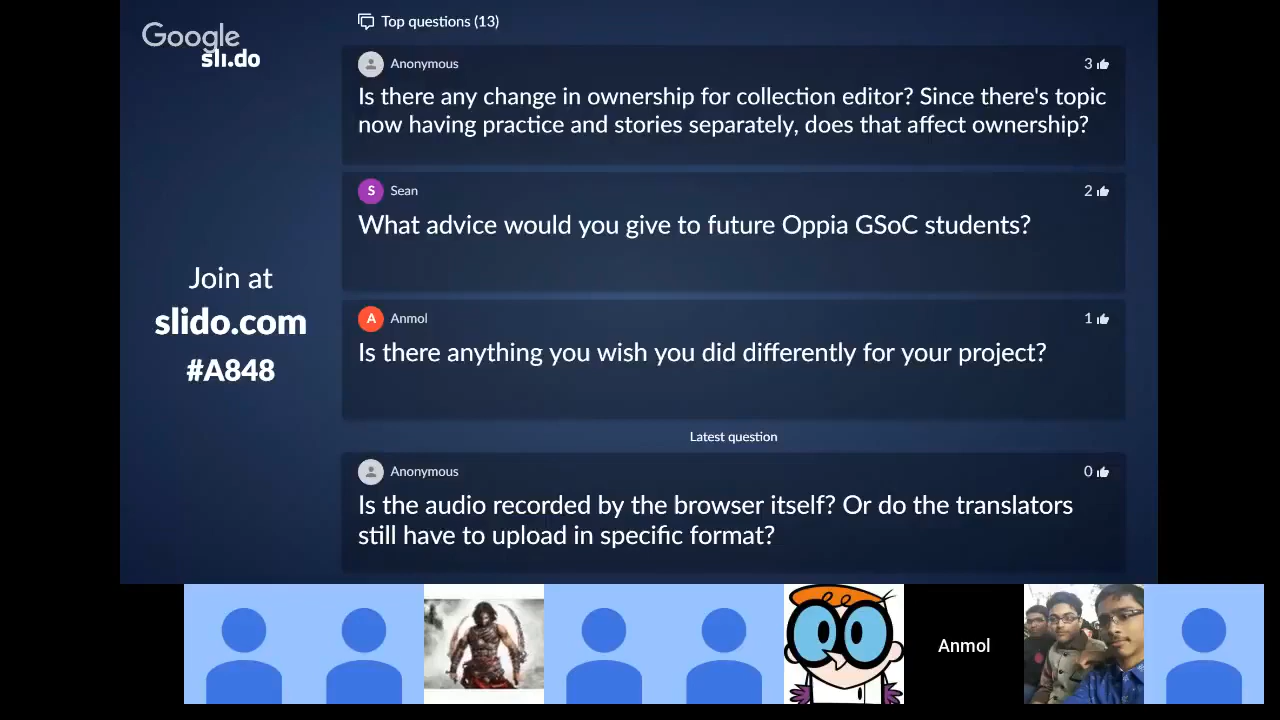 Google
sli.do
Join at
slido.com
#A848
Top questions (13)
Anonymous
3
Is there any change in ownership for collection editor? Since there's topic
now having practice and stories separately, does that affect ownership?
S
Sean
2
What advice would you give to future Oppia GSoC students?
A
Anmol
1
Is there anything you wish you did differently for your project?
Latest question
Anonymous
0
Is the audio recorded by the browser itself? Or do the translators
still have to upload in specific format?
Anmol